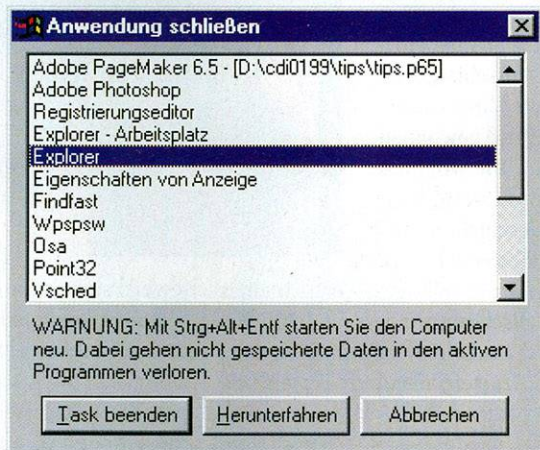 Anwendung schließen
Adobe PageMaker 6.5 - [D:\cdi0199\tips\tips.p65]
Adobe Photoshop
Registrierungseditor
Explorer - Arbeitsplatz
Explorer
Eigenschaften von Anzeige
Findfast
Wpspsw
Osa
Point32
Vsched
WARNUNG: Mit Strg+Alt+Entf starten Sie den Computer
neu. Dabei gehen nicht gespeicherte Daten in den aktiven
Programmen verloren.
Task beenden
Herunterfahren
Abbrechen